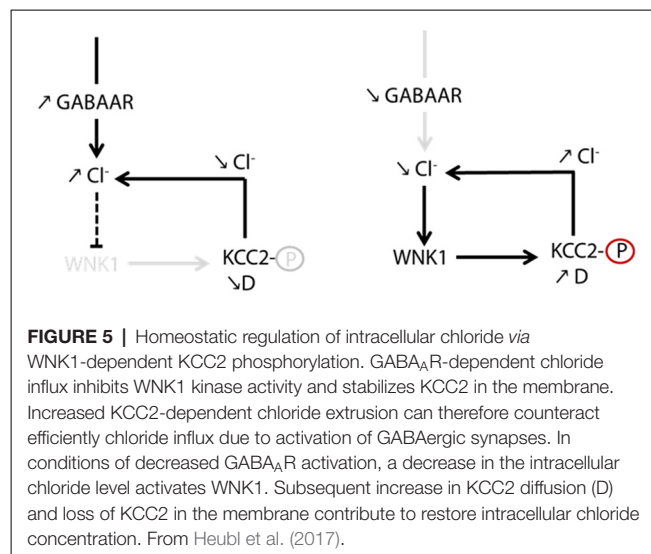 ↗ GABAAR
↘ GABAAR
↗ Cl-
↘ Cl-
↘ Cl-
↗ Cl-
WNK1
KCC2-P
↘D
WNK1
KCC2-P
↗ D
FIGURE 5 | Homeostatic regulation of intracellular chloride via
WNK1-dependent KCC2 phosphorylation. GABAAR-dependent chloride
influx inhibits WNK1 kinase activity and stabilizes KCC2 in the membrane.
Increased KCC2-dependent chloride extrusion can therefore counteract
efficiently chloride influx due to activation of GABAergic synapses. In
conditions of decreased GABAAR activation, a decrease in the intracellular
chloride level activates WNK1. Subsequent increase in KCC2 diffusion (D)
and loss of KCC2 in the membrane contribute to restore intracellular chloride
concentration. From Heubl et al. (2017).